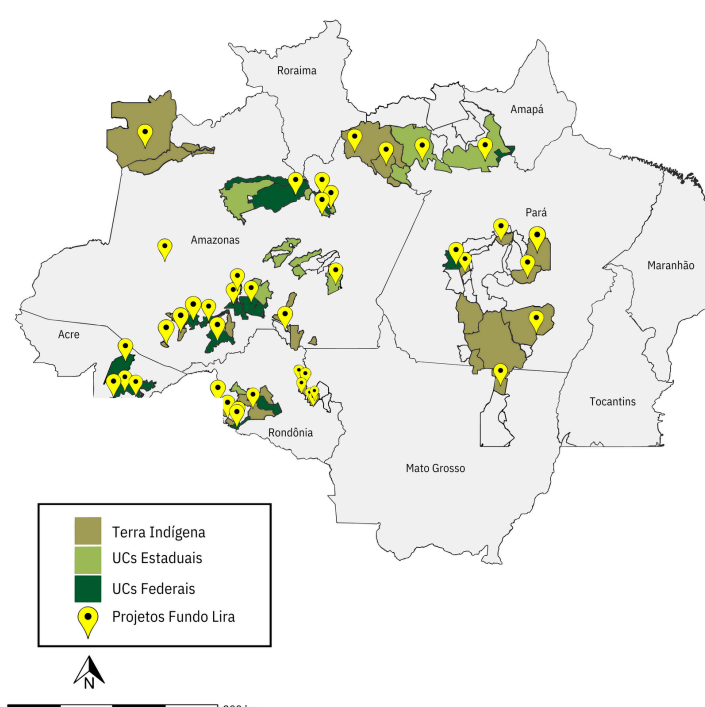 Roraima
Amapá
Pará
Amazonas
Maranhão
Acre
Tocantins
Rondônia
Mato Grosso
Terra Indígena
UCs Estaduais
UCs Federais
Projetos Fundo Lira
N